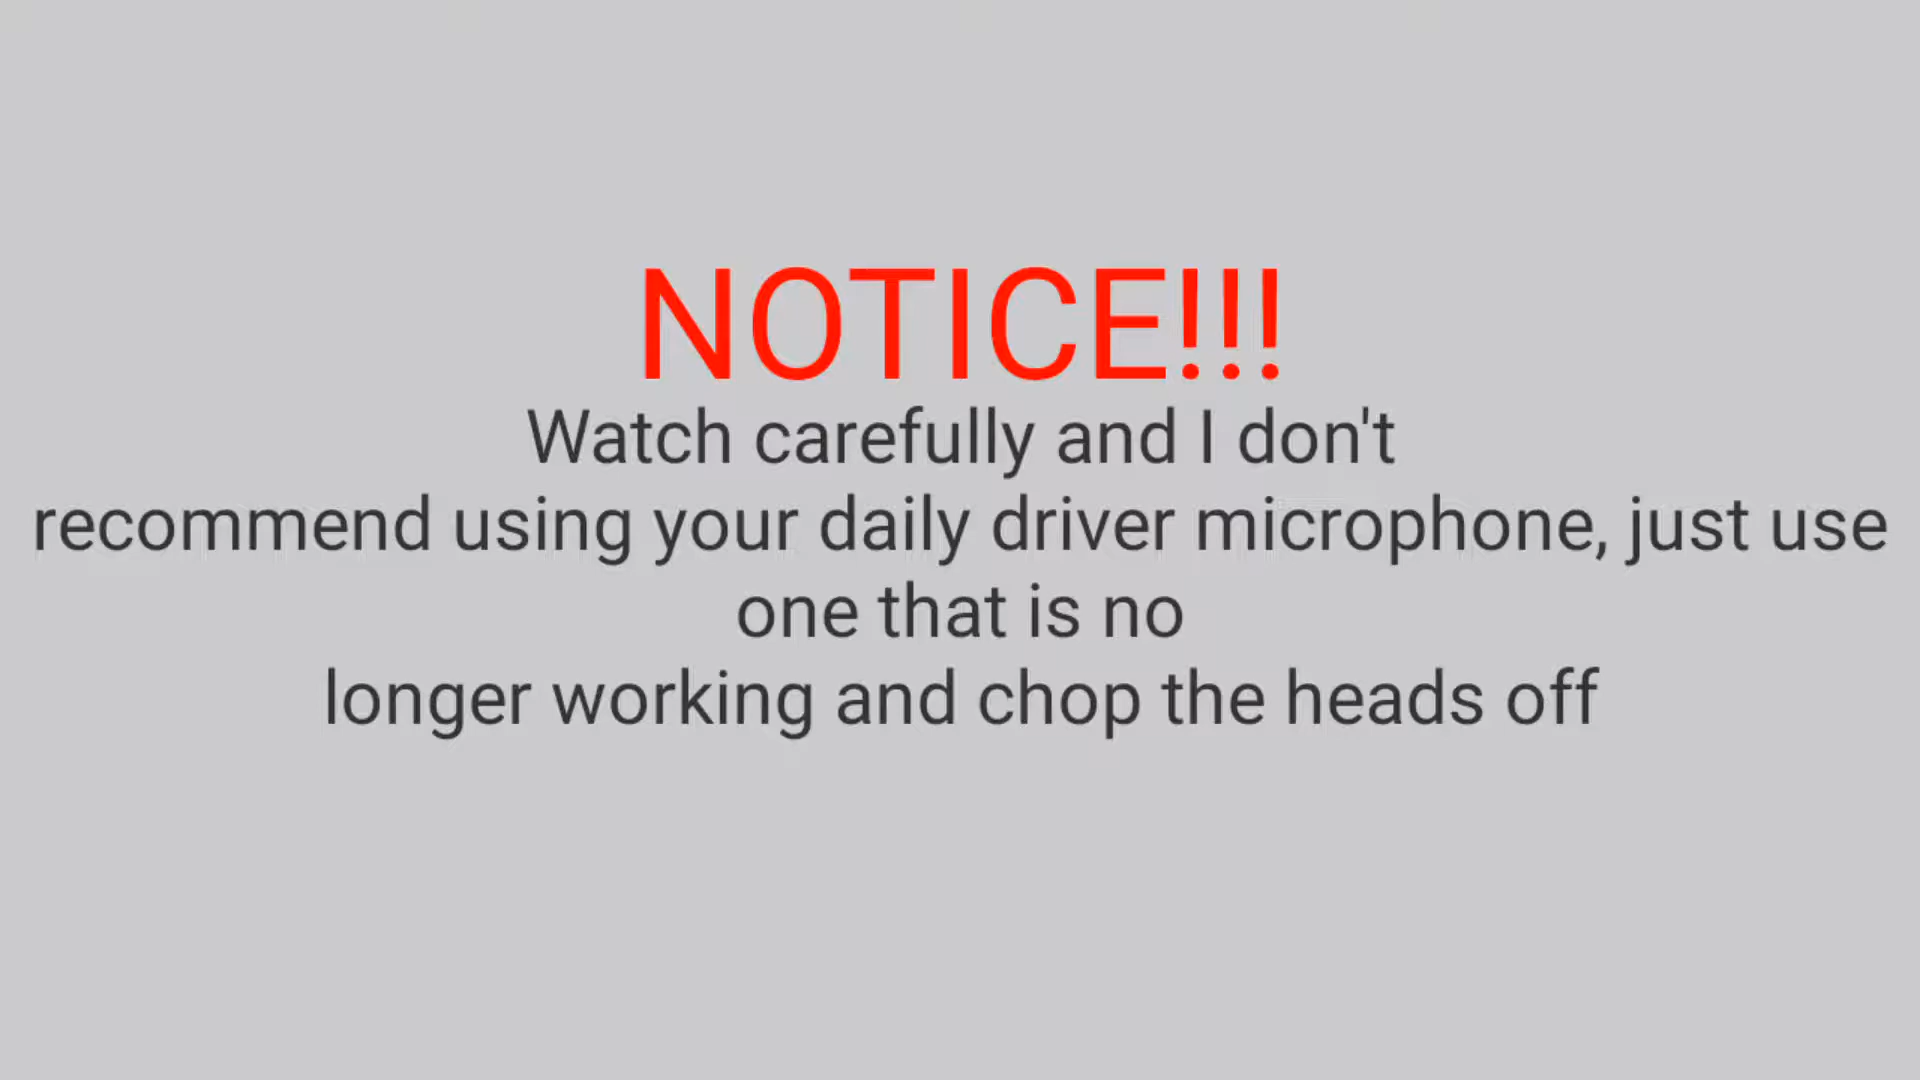 NOTICE!!!
Watch carefully and I don't
recommend using your daily driver microphone, just use
one that is no
longer working and chop the heads off